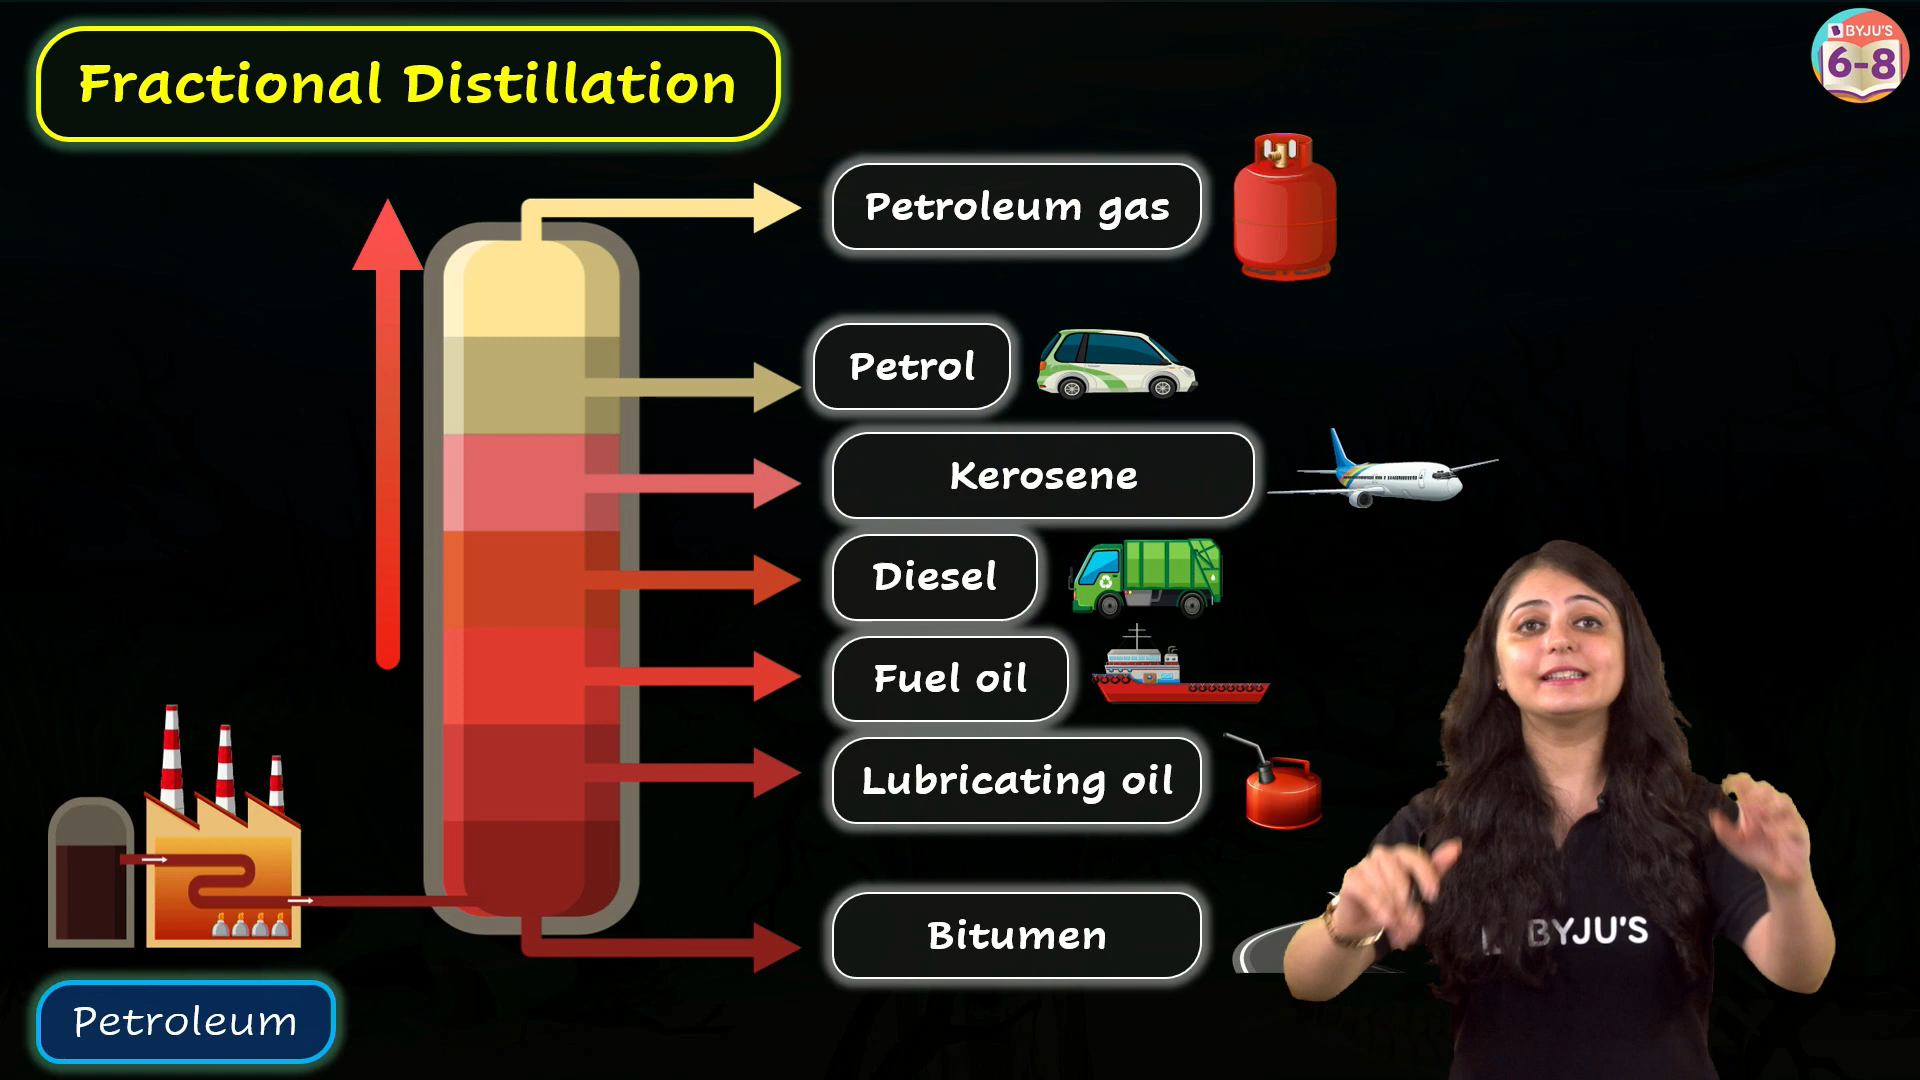 Fractional Distillation
BYJU'S
6-8
Petroleum gas
Petrol
Kerosene
Diesel
Fuel oil
Lubricating oil
Bitumen
BYJU'S
Petroleum